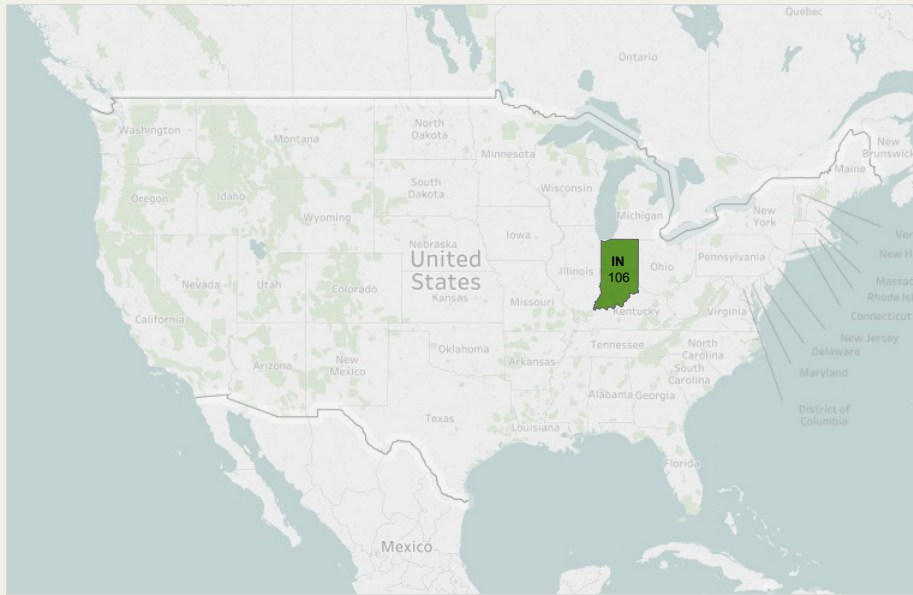 Quebec
Ontario
Washington
Montana
North
Dakota
Minnesota
New
Brunswick
Maine
Oregon
Idaho
South
Dakota
Wisconsin
Michigan
New
York
Wyoming
Iowa
Nebraska
United
States
Illinois
IN
106
Ohio
Pennsylvania
Nevada
Utah
Colorado
Kansas
Missouri
Kentucky
Virginia
California
Arizona
New
Mexico
Oklahoma
Arkansas
Tennessee
North
Carolina
South
Carolina
Alabama
Georgia
Texas
Louisiana
Florida
Mexico
Ver
New H
Massac
Rhode Isl
Connecticut
New Jersey
Delaware
Maryland
District of
Columbia